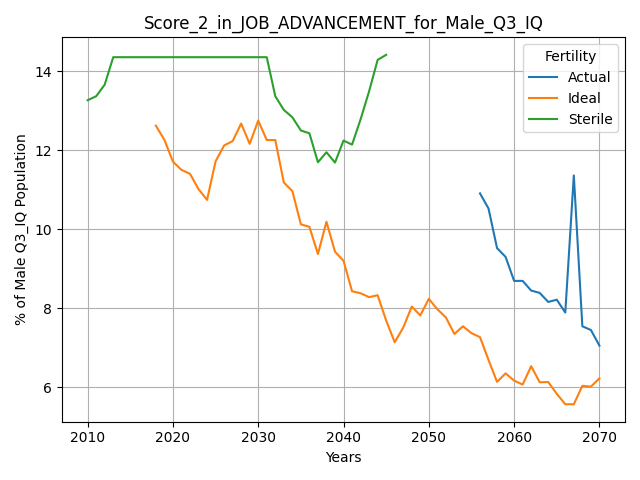 Score_2_in_JOB_ADVANCEMENT_for_Male_Q3_IQ
Fertility
Actual
Ideal
Sterile
% of Male Q3_IQ Population
14
12
10
8
6
2010 2020 2030 2040 2050 2060 2070
Years